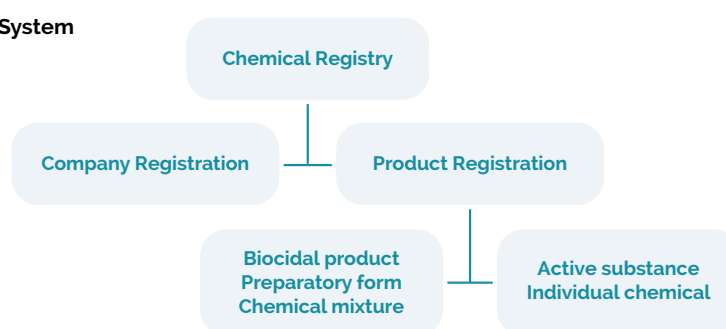 System
Chemical Registry
Company Registration
Product Registration
Biocidal product
Preparatory form
Chemical mixture
Active substance
Individual chemical